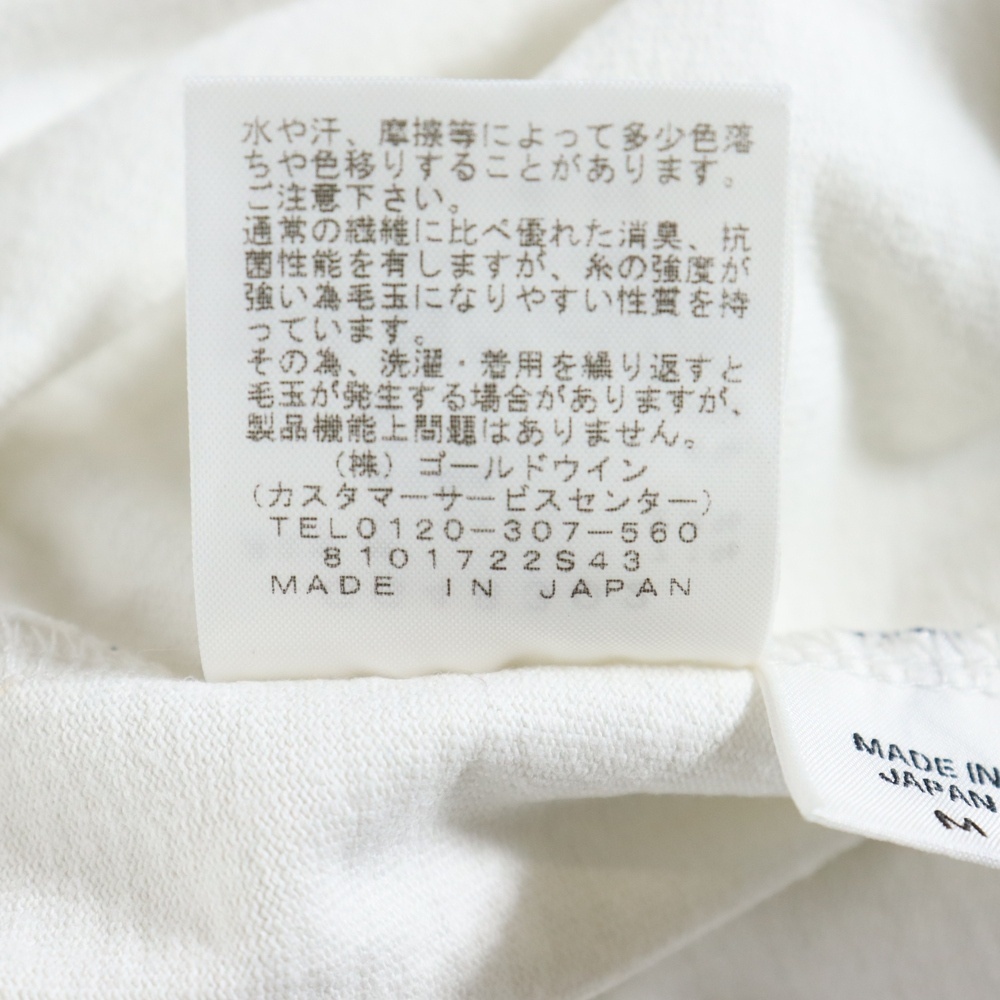 水や汗、摩擦等によって多少色落
ちや色移りすることがあります。
ご注意下さい。
通常の繊維に比べ優れた消臭、抗
菌性能を有しますが、糸の強度が
強い為毛玉になりやすい性質を持
っています。
その為、洗濯・着用を繰り返すと
毛玉が発生する場合がありますが、
製品機能上問題はありません。
(株)ゴールドウイン
(カスタマーサービスセンター)
TEL0120-307-560
8101722S43
MADE IN JAPAN
MADE IN
JAPAN
M